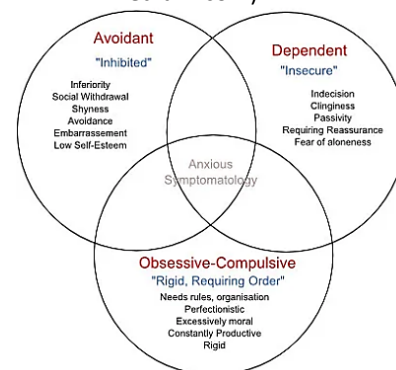 Avoidant
"Inhibited"
Inferiority
Social Withdrawal
Shyness
Avoidance
Embarrassement
Low Self-Esteem
Dependent
"Insecure"
Indecision
Clinginess
Passivity
Requiring Reassurance
Fear of aloneness
Anxious
Symptomatology
Obsessive-Compulsive
"Rigid, Requiring Order"
Needs rules, organisation
Perfectionistic
Excessively moral
Constantly Productive
Rigid